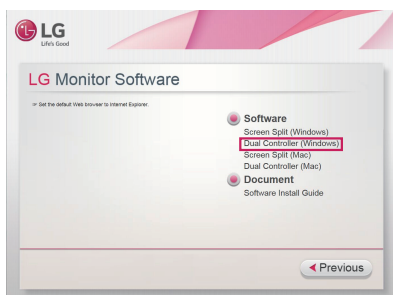 LG
Life's Good
LG Monitor Software
☞ Set the default Web browser to Internet Explorer.
Software
Screen Split (Windows)
Dual Controller (Windows)
Screen Split (Mac)
Dual Controller (Mac)
Document
Software Install Guide
Previous